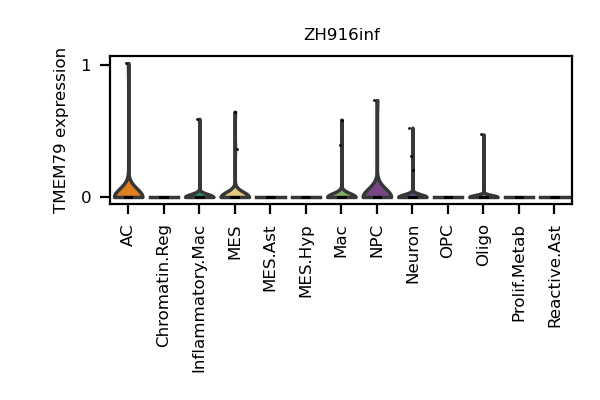 ZH916inf
TMEM79 expression
1
0
AC
Chromatin.Reg
Inflammatory.Mac
MES
MES.Ast
MES.Hyp
Mac
NPC
Neuron
OPC
Oligo
Prolif.Metab
Reactive.Ast